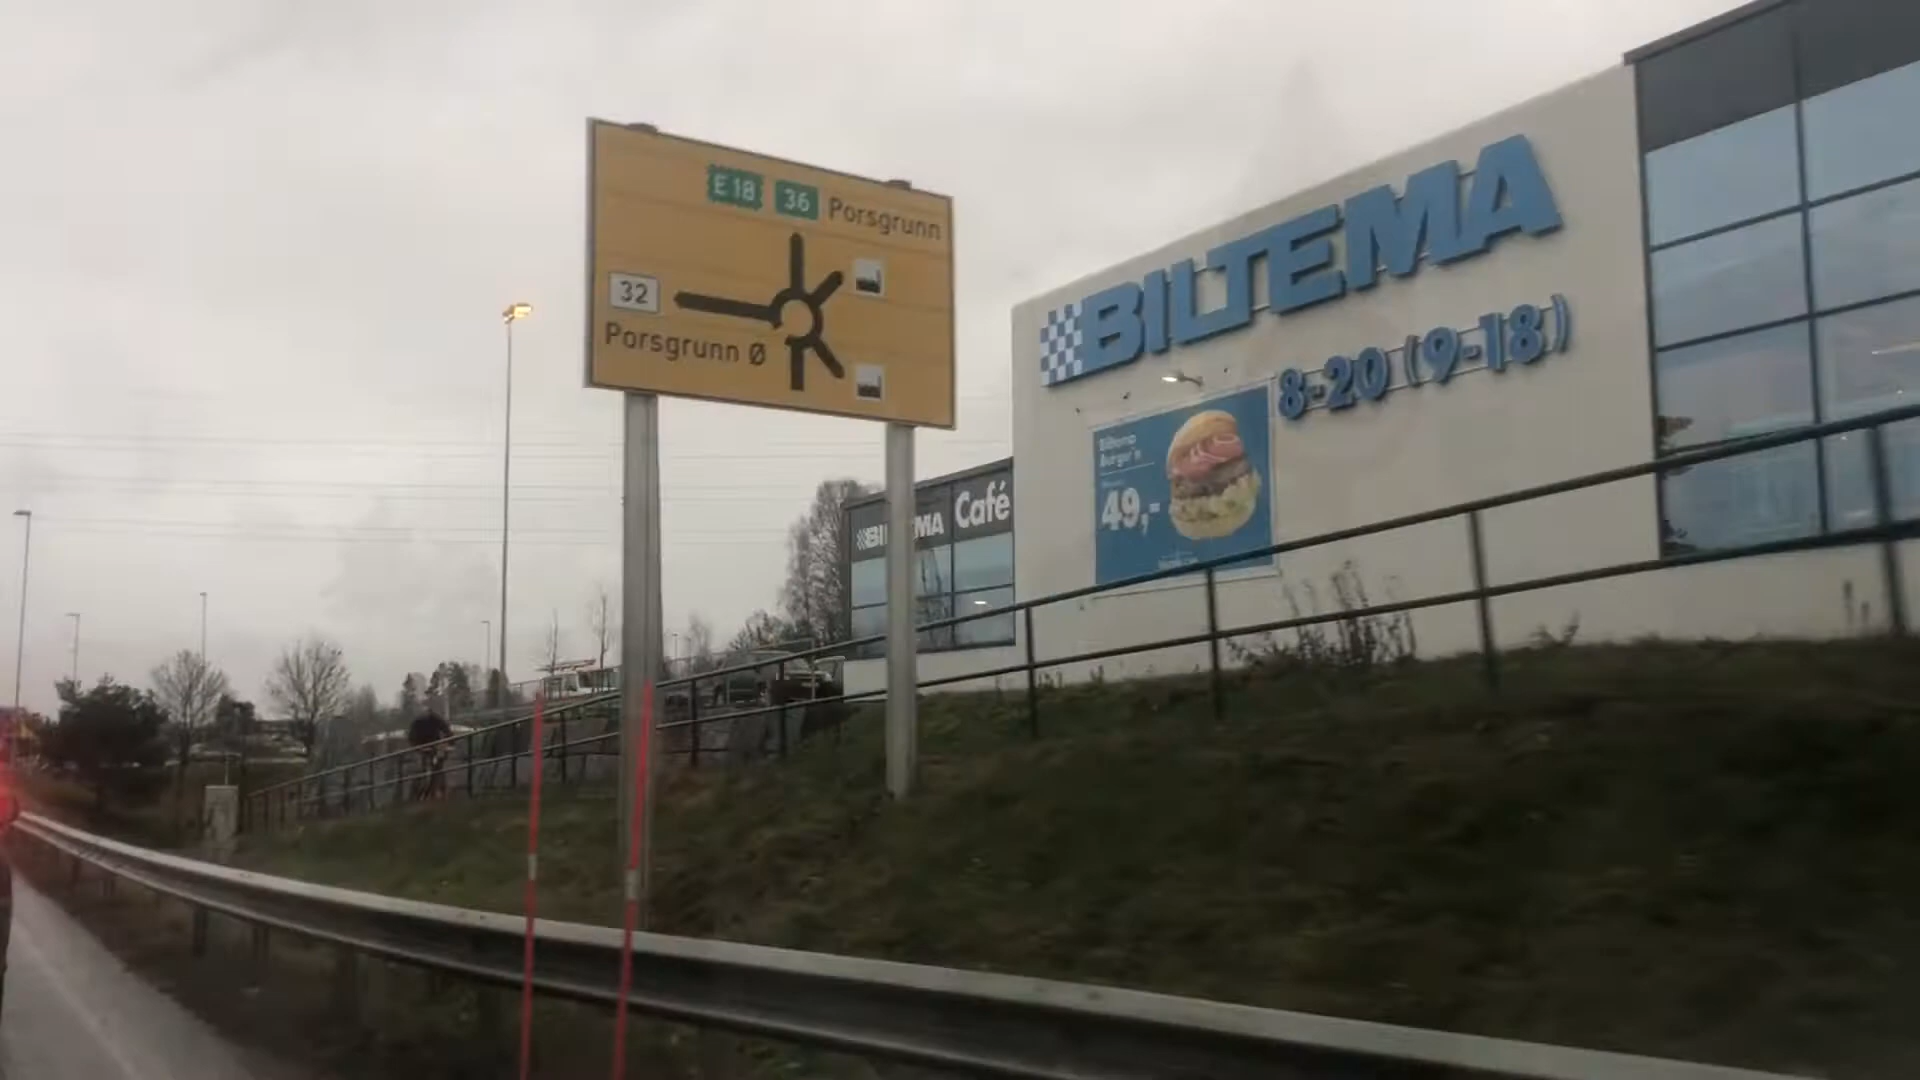 E18 36 Porsgrunn
32
Porsgrunn Ø
BILTEMA
8-20 (9-18)
Biltema
Burger'n
49,-
BILTEMA Café